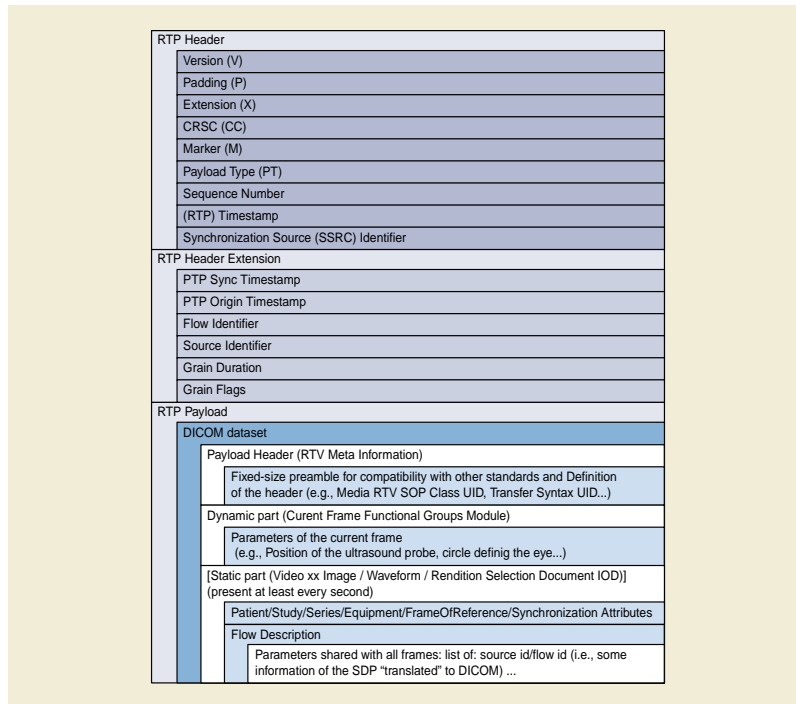 RTP Header
Version (V)
Padding (P)
Extension (X)
CRSC (CC)
Marker (M)
Payload Type (PT)
Sequence Number
(RTP) Timestamp
Synchronization Source (SSRC) Identifier
RTP Header Extension
PTP Sync Timestamp
PTP Origin Timestamp
Flow Identifier
Source Identifier
Grain Duration
Grain Flags
RTP Payload
DICOM dataset
Payload Header (RTV Meta Information)
Fixed-size preamble for compatibility with other standards and Definition
of the header (e.g., Media RTV SOP Class UID, Transfer Syntax UID...)
Dynamic part (Curent Frame Functional Groups Module)
Parameters of the current frame
(e.g., Position of the ultrasound probe, circle definig the eye...)
[Static part (Video xx Image / Waveform / Rendition Selection Document IOD)]
(present at least every second)
Patient/Study/Series/Equipment/FrameOfReference/Synchronization Attributes
Flow Description
Parameters shared with all frames: list of: source id/flow id (i.e., some
information of the SDP “translated” to DICOM) ...